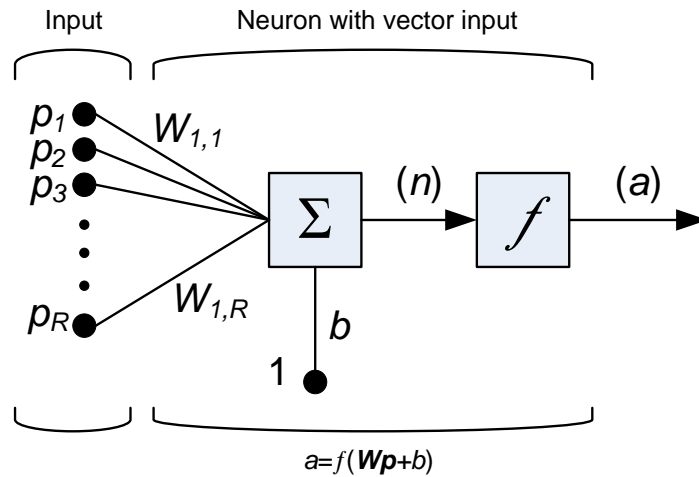 Input Neuron with vector input
p1
W1,1
p2
p3
(n) (a)
Σ f
W1,R
pR
b
1
a=f(Wp+b)